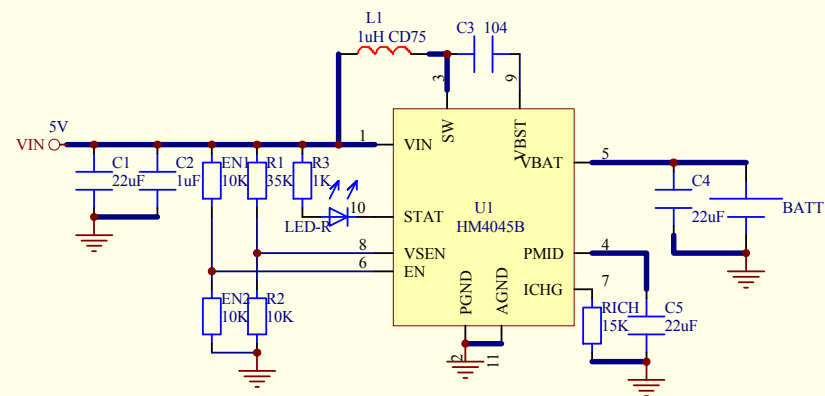 L1
1uH CD75
C3 104
3
9
5V
VIN
1
VIN
SW
VBST
VBAT
5
C1
22uF
C2
1uF
EN1
10K
R1
35K
R3
1K
LED-R
10
STAT
U1
HM4045B
8
VSEN
6
EN
PMID
4
ICHG
7
C4
22uF
BATT
EN2
10K
R2
10K
PGND
AGND
2
11
RICH
15K
C5
22uF